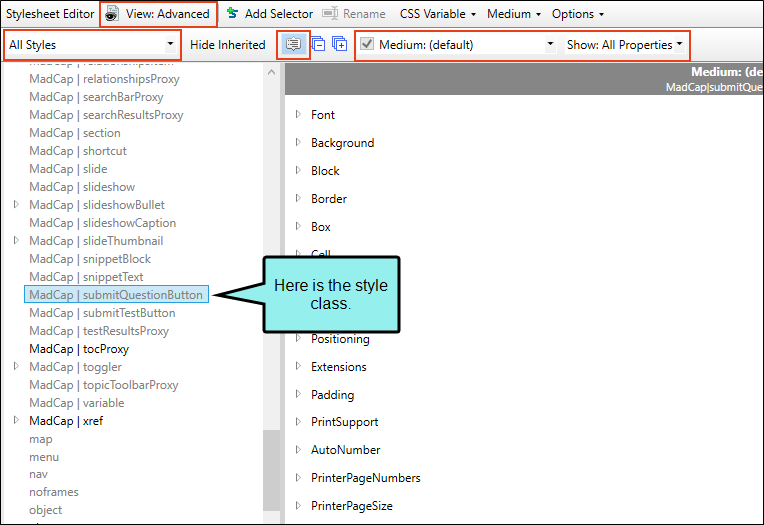 Stylesheet Editor View: Advanced Add Selector Rename CSS Variable Medium Options
All Styles Hide Inherited Medium: (default) Show: All Properties
Medium: (de
MadCap|submitQue
MadCap | relationshipsProxy
MadCap | searchBarProxy
MadCap | searchResultsProxy
MadCap | section
MadCap | shortcut
MadCap | slide
MadCap | slideshow
MadCap | slideshowBullet
MadCap | slideshowCaption
MadCap | slideThumbnail
MadCap | snippetBlock
MadCap | snippetText
MadCap | submitQuestionButton
MadCap | submitTestButton
MadCap | testResultsProxy
MadCap | tocProxy
MadCap | toggler
MadCap | topicToolbarProxy
MadCap | variable
MadCap | xref
map
menu
nav
noframes
object
Font
Background
Block
Border
Box
Here is the style
class.
Positioning
Extensions
Padding
PrintSupport
AutoNumber
PrinterPageNumbers
PrinterPageSize